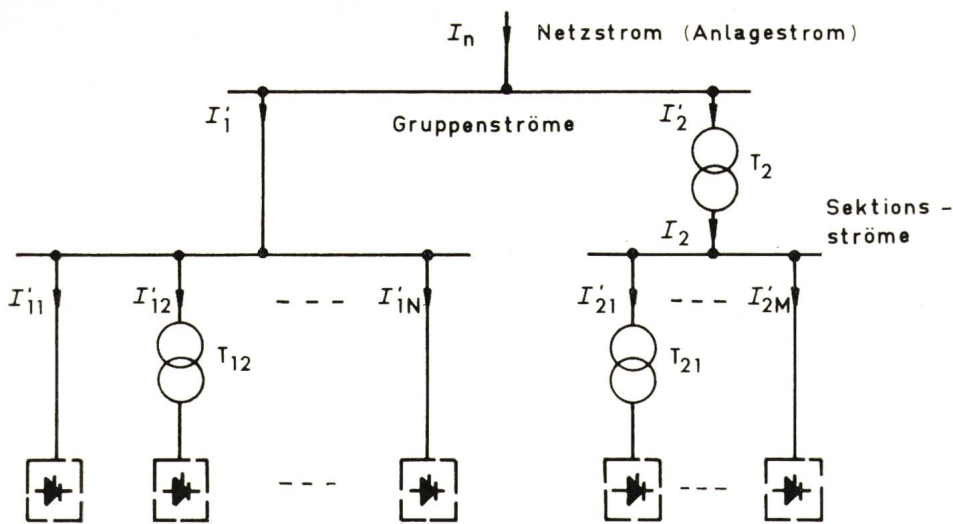 In Netzstrom (Anlagestrom)
I'1 Gruppenströme I'2
T2
I2 Sektions-
ströme
I'11 I'12 --- I'1N I'21 --- I'2M
T12 T21